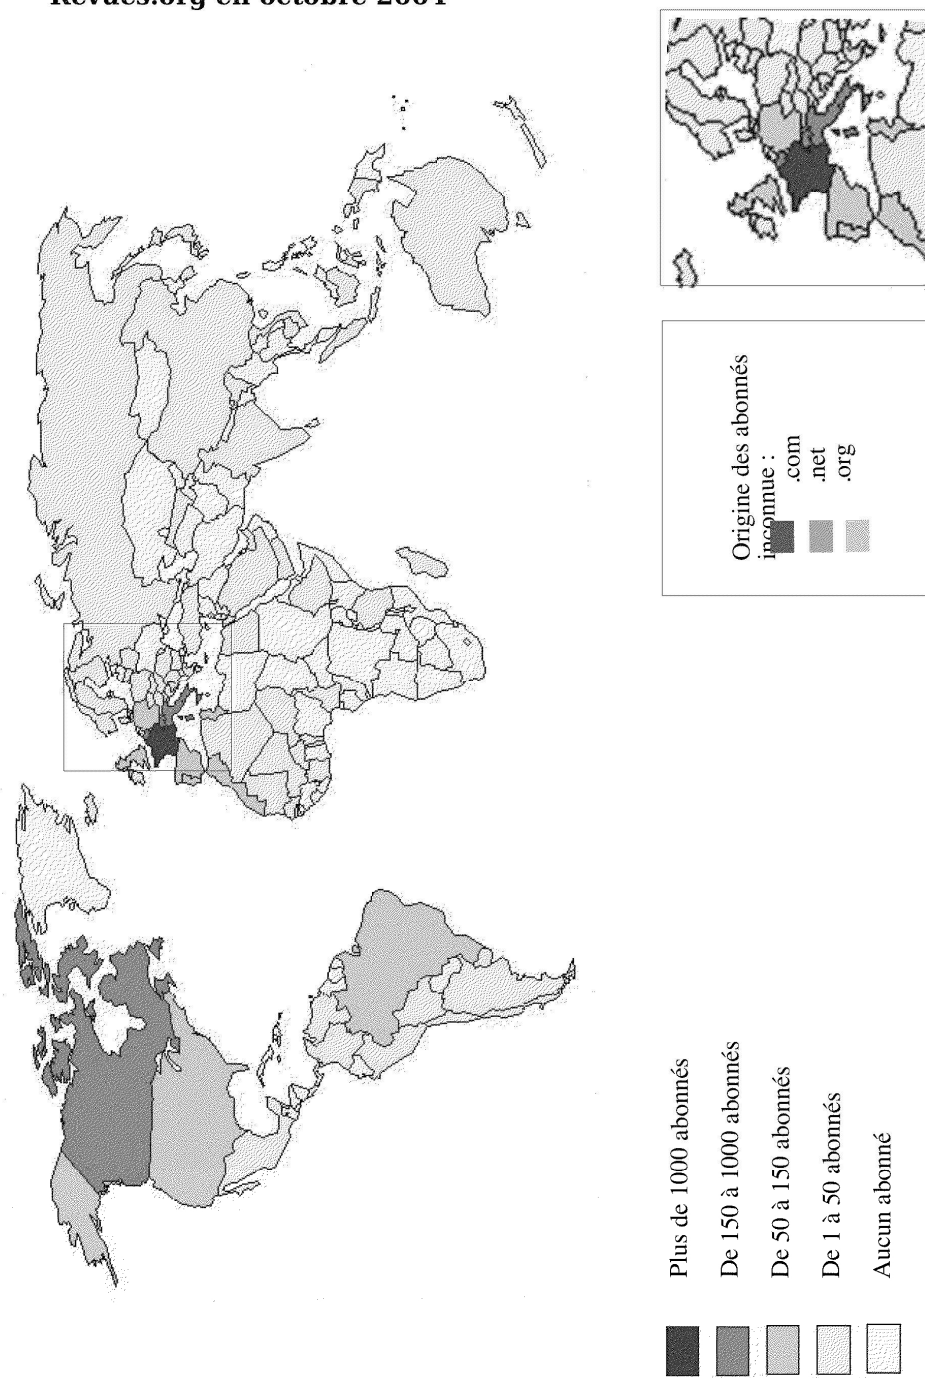 Revues.org en octobre 2004
Origine des abonnés
inconnue :
.com
.net
.org
Plus de 1000 abonnés
De 150 à 1000 abonnés
De 50 à 150 abonnés
De 1 à 50 abonnés
Aucun abonné